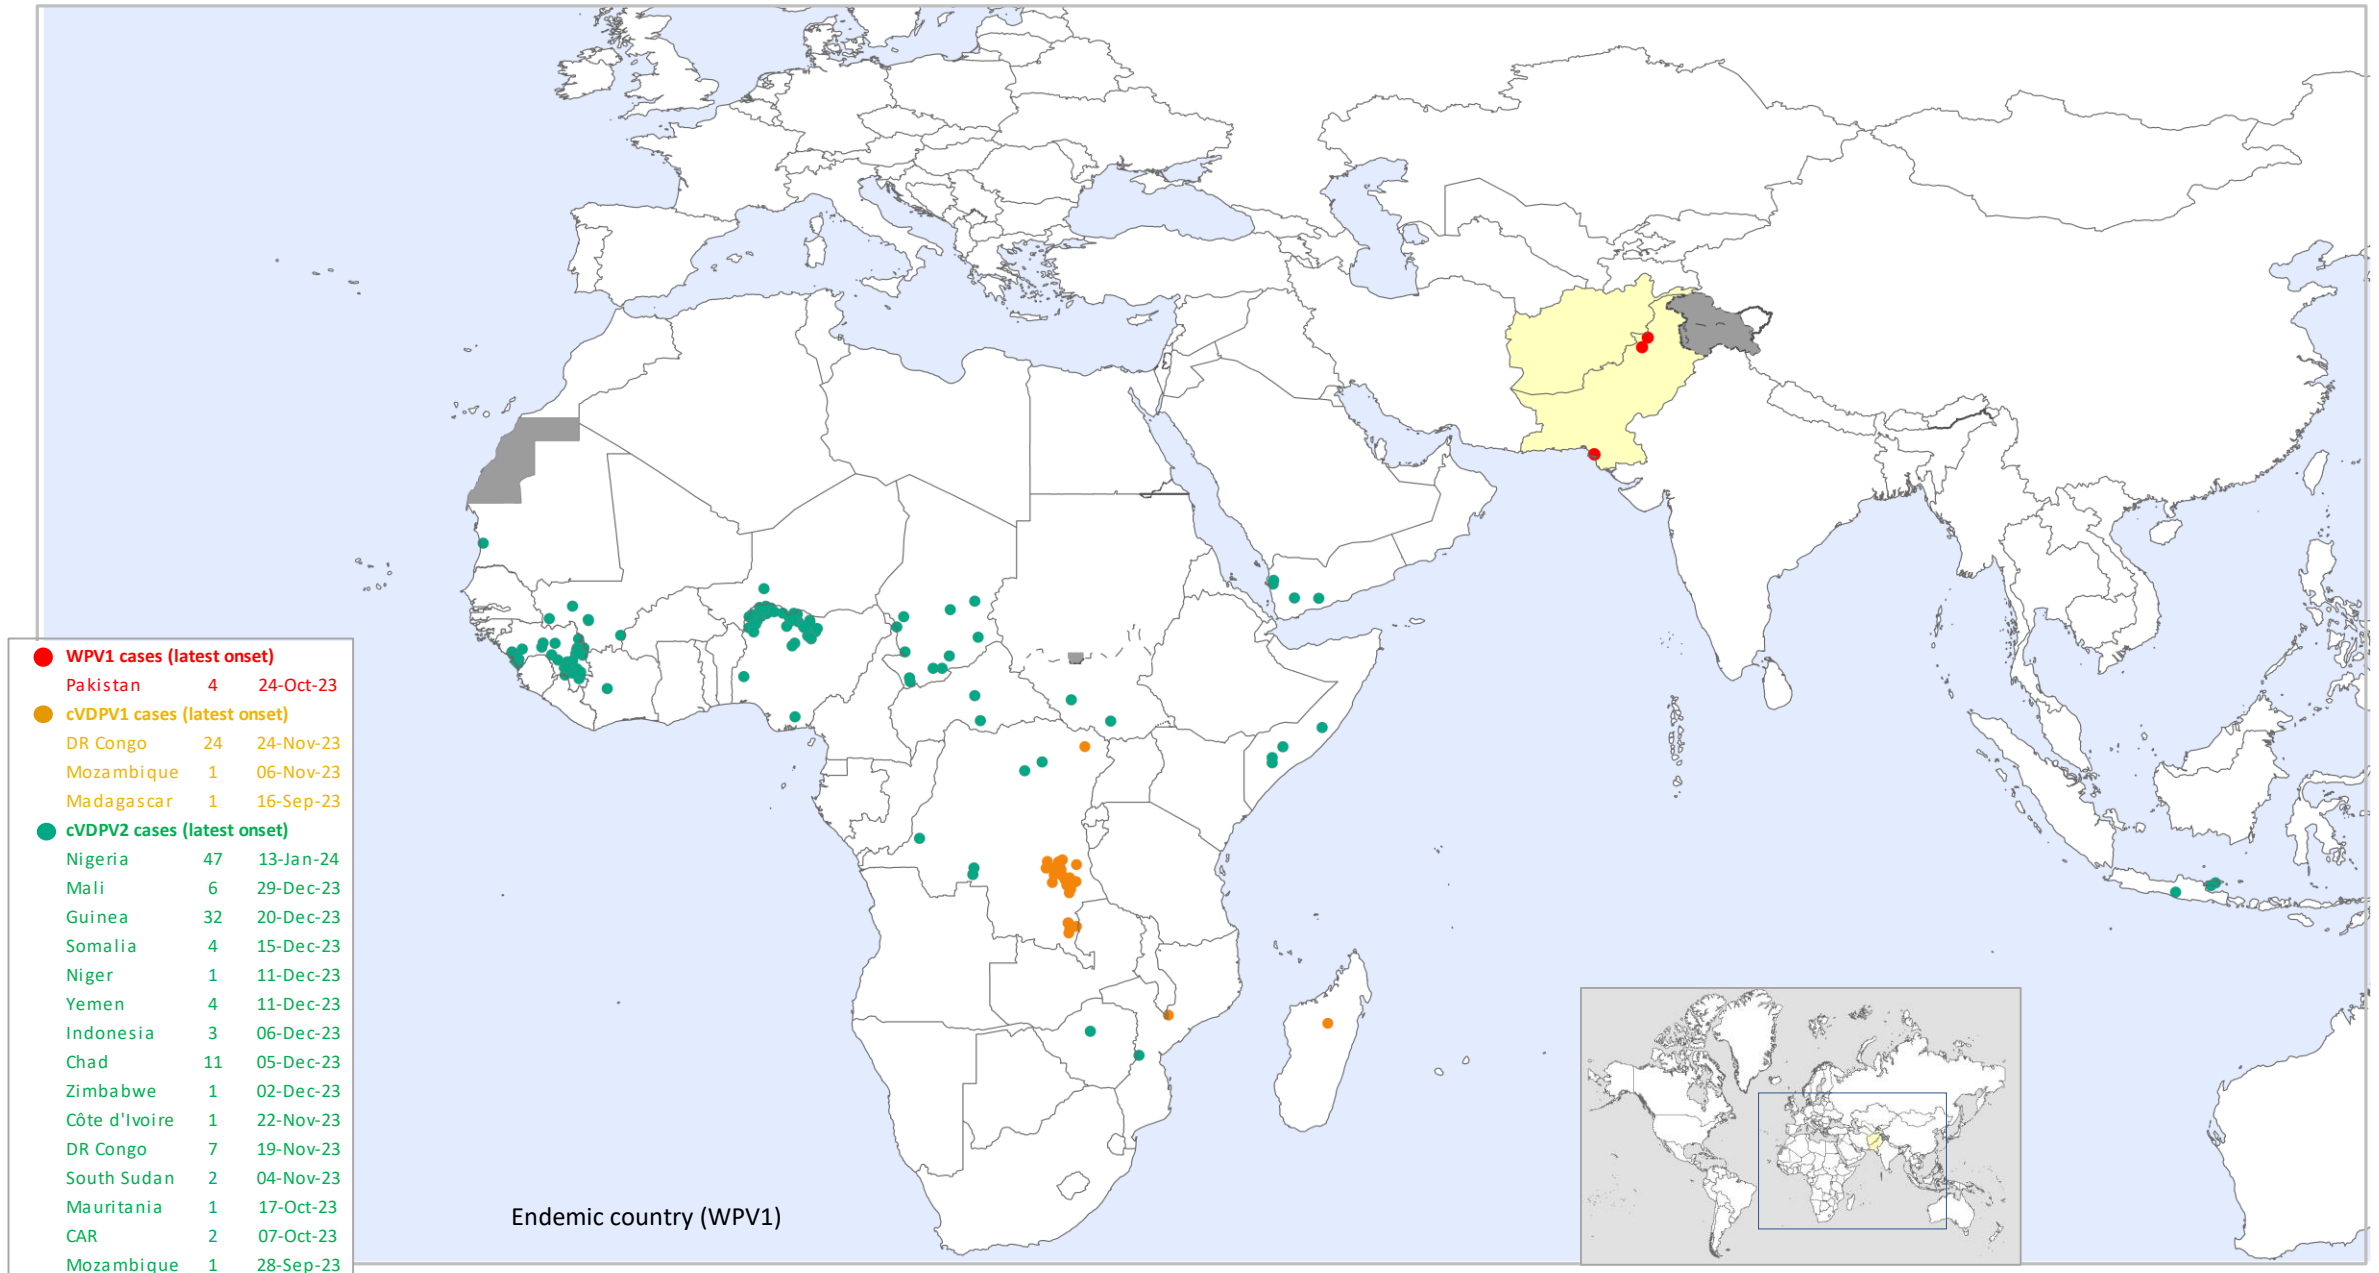 WPV1 cases (latest onset)
Pakistan 4 24-Oct-23
cVDPV1 cases (latest onset)
DR Congo 24 24-Nov-23
Mozambique 1 06-Nov-23
Madagascar 1 16-Sep-23
cVDPV2 cases (latest onset)
Nigeria 47 13-Jan-24
Mali 6 29-Dec-23
Guinea 32 20-Dec-23
Somalia 4 15-Dec-23
Niger 1 11-Dec-23
Yemen 4 11-Dec-23
Indonesia 3 06-Dec-23
Chad 11 05-Dec-23
Zimbabwe 1 02-Dec-23
Côte d'Ivoire 1 22-Nov-23
DR Congo 7 19-Nov-23
South Sudan 2 04-Nov-23
Mauritania 1 17-Oct-23
CAR 2 07-Oct-23
Mozambique 1 28-Sep-23
Endemic country (WPV1)